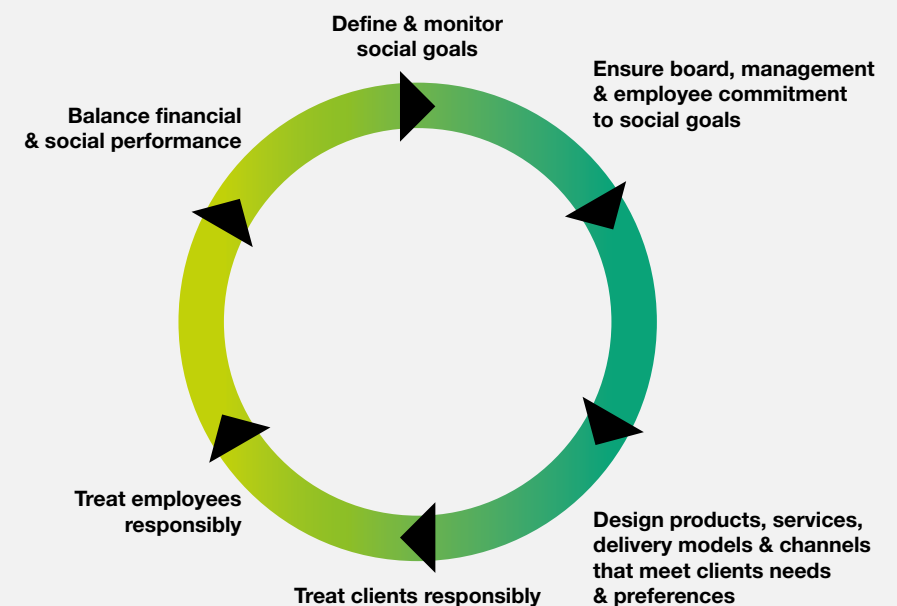 Define & monitor
social goals
Ensure board, management
& employee commitment
to social goals
Design products, services,
delivery models & channels
that meet clients needs
& preferences
Treat clients responsibly
Treat employees
responsibly
Balance financial
& social performance